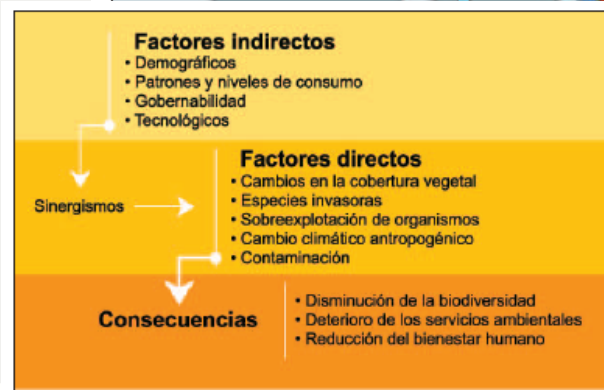 Factores indirectos
• Demográficos
• Patrones y niveles de consumo
• Gobernabilidad
• Tecnológicos
Sinergismos
Factores directos
• Cambios en la cobertura vegetal
• Especies invasoras
• Sobreexplotación de organismos
• Cambio climático antropogénico
• Contaminación
Consecuencias
• Disminución de la biodiversidad
• Deterioro de los servicios ambientales
• Reducción del bienestar humano